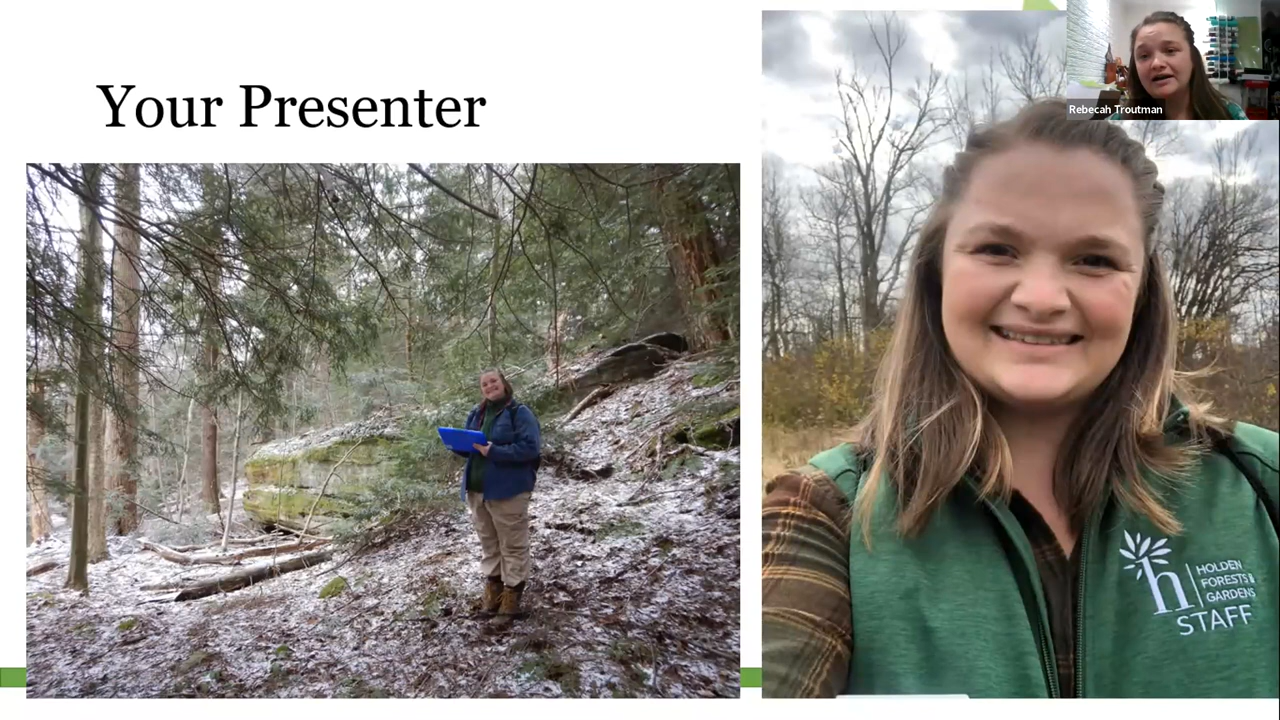 Your Presenter
Rebecah Troutman
h
HOLDEN
FORESTS &
GARDENS
STAFF